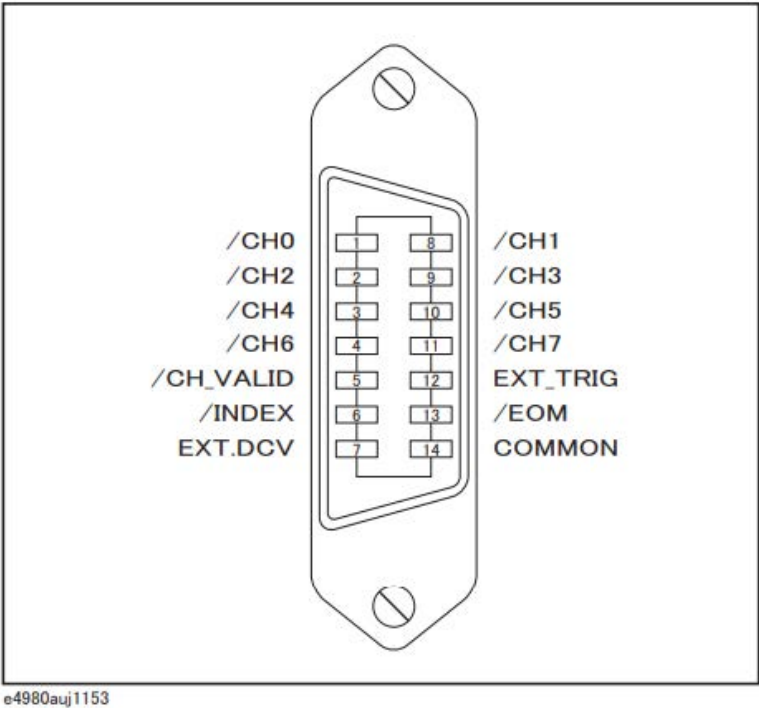 /CH0 1 8 /CH1
/CH2 2 9 /CH3
/CH4 3 10 /CH5
/CH6 4 11 /CH7
/CH_VALID 5 12 EXT_TRIG
/INDEX 6 13 /EOM
EXT.DCV 7 14 COMMON
e4980auj1153